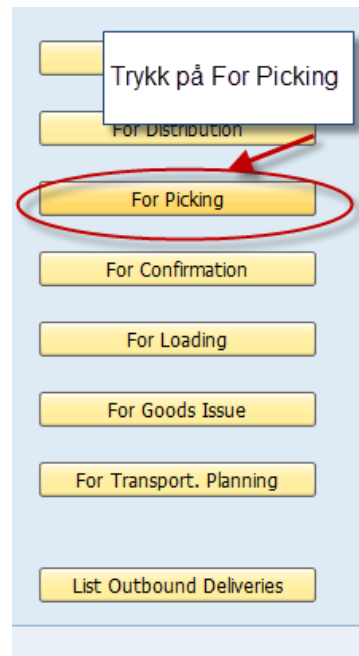 Trykk på For Picking
For Distribution
For Picking
For Confirmation
For Loading
For Goods Issue
For Transport. Planning
List Outbound Deliveries